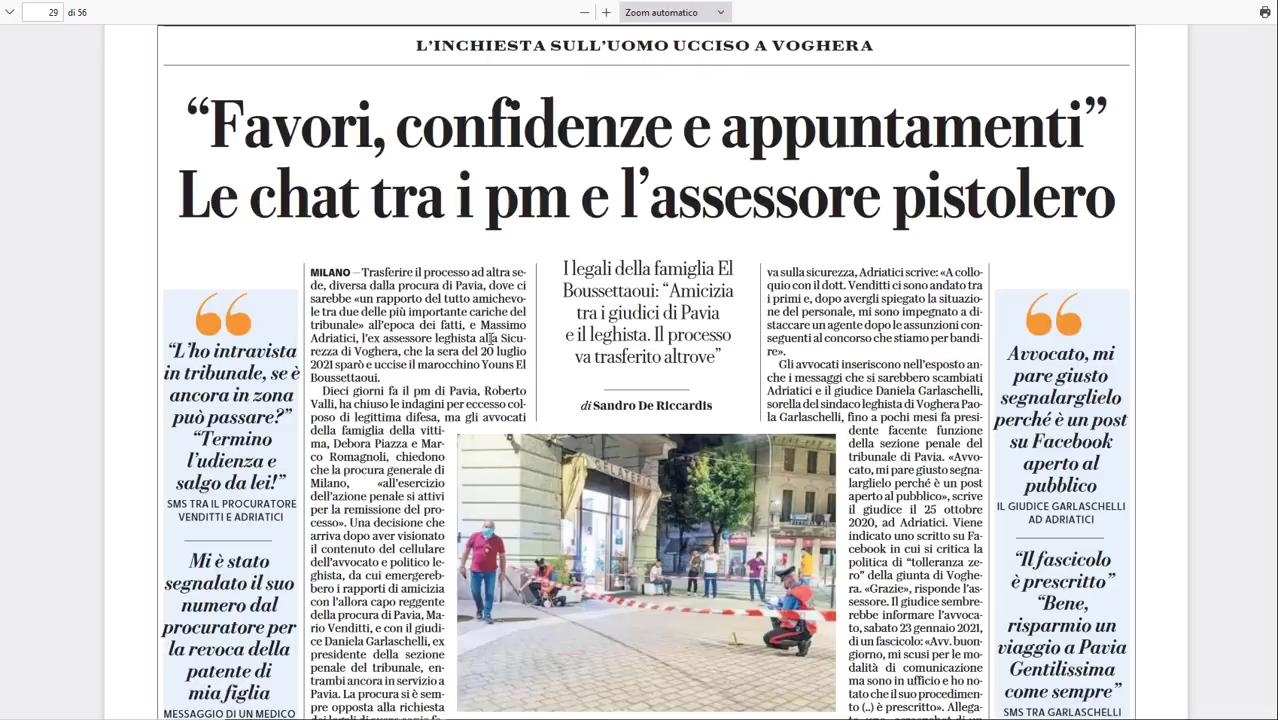 29 di 56
Zoom automatico
L'INCHIESTA SULL'UOMO UCCISO A VOGHERA
“Favori, confidenze e appuntamenti”
Le chat tra i pm e l'assessore pistolero
“L'ho intravista
in tribunale, se è
ancora in zona
può passare?”
“Termino
l'udienza e
salgo da lei!”
SMS TRA IL PROCURATORE
VENDITTI E ADRIATICI
Mi è stato
segnalato il suo
numero dal
procuratore per
la revoca della
patente di
mia figlia
MESSAGGIO DI UN MEDICO
MILANO – Trasferire il processo ad altra se-
de, diversa dalla procura di Pavia, dove ci
sarebbe «un rapporto del tutto amichevo-
le tra due delle più importante cariche del
tribunale» all'epoca dei fatti, e Massimo
Adriatici, l'ex assessore leghista alla Sicu-
rezza di Voghera, che la sera del 20 luglio
2021 sparò e uccise il marocchino Youns El
Boussettaoui.
Dieci giorni fa il pm di Pavia, Roberto
Valli, ha chiuso le indagini per eccesso col-
poso di legittima difesa, ma gli avvocati
della famiglia della vitti-
ma, Debora Piazza e Mar-
co Romagnoli, chiedono
che la procura generale di
Milano, «all'esercizio
dell'azione penale si attivi
per la remissione del pro-
cesso». Una decisione che
arriva dopo aver visionato
il contenuto del cellulare
dell'avvocato e politico le-
ghista, da cui emergereb-
bero i rapporti di amicizia
con l'allora capo reggente
della procura di Pavia, Ma-
rio Venditti, e con il giudi-
ce Daniela Garlaschelli, ex
presidente della sezione
penale del tribunale, en-
trambi ancora in servizio a
Pavia. La procura si è sem-
pre opposta alla richiesta
I legali della famiglia El
Boussettaoui: “Amicizia
tra i giudici di Pavia
e il leghista. Il processo
va trasferito altrove”
di Sandro De Riccardis
GELATERIA
va sulla sicurezza, Adriatici scrive: «A collo-
quio con il dott. Venditti ci sono andato tra
i primi e, dopo avergli spiegato la situazio-
ne del personale, mi sono impegnato a di-
staccare un agente dopo le assunzioni con-
seguenti al concorso che stiamo per bandi-
re».
Gli avvocati inseriscono nell'esposto an-
che i messaggi che si sarebbero scambiati
Adriatici e il giudice Daniela Garlaschelli,
sorella del sindaco leghista di Voghera Pao-
la Garlaschelli, fino a pochi mesi fa presi-
dente facente funzione
della sezione penale del
tribunale di Pavia. «Avvo-
cato, mi pare giusto segna-
larglielo perché è un post
aperto al pubblico», scrive
il giudice il 25 ottobre
2020, ad Adriatici. Viene
indicato uno scritto su Fa-
cebook in cui si critica la
politica di “tolleranza ze-
ro” della giunta di Voghe-
ra. «Grazie», risponde l'as-
sessore. Il giudice sembre-
rebbe informare l'avvoca-
to, sabato 23 gennaio 2021,
di un fascicolo: «Avv. buon-
giorno, mi scusi per le mo-
dalità di comunicazione
ma sono in ufficio e ho no-
tato che il suo procedimen-
to (..) è prescritto». Allega-
Avvocato, mi
pare giusto
segnalarglielo
perché è un post
su Facebook
aperto al
pubblico
IL GIUDICE GARLASCHELLI
AD ADRIATICI
“Il fascicolo
è prescritto”
“Bene,
risparmio un
viaggio a Pavia
Gentilissima
come sempre”
SMS TRA GARLASCHELLI